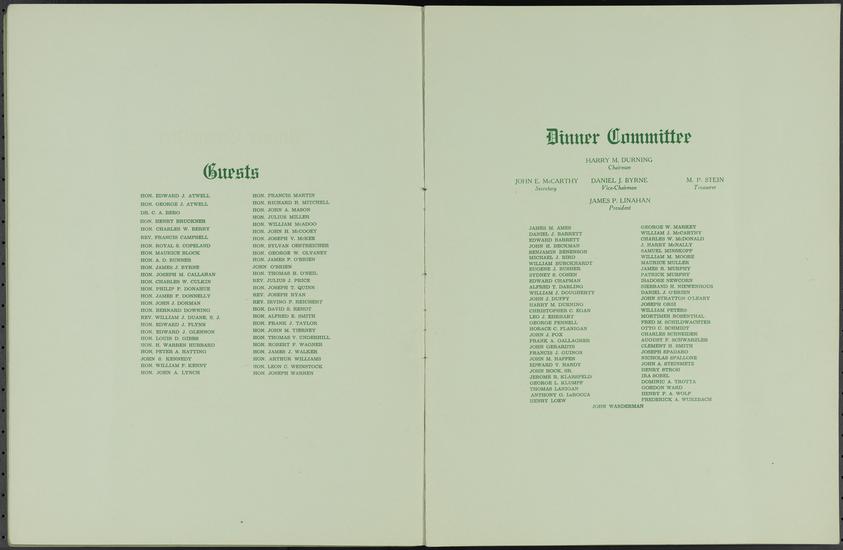 Guests
HON. EDWARD J. ATWELL
HON. GEORGE J. ATWELL
DR. C. A. BERO
HON. HENRY BRUCKNER
HON. CHARLES W. BERRY
REV. FRANCIS CAMPBELL
HON. ROYAL S. COPELAND
HON. MAURICE BLOCK
HON. A. D. BUNNER
HON. JAMES J. BYRNE
HON. JOSEPH M. CALLAHAN
HON. CHARLES W. CULKIN
HON. PHILIP F. DONAHUE
HON. JAMES F. DONNELLY
HON. JOHN J. DORMAN
HON. BERNARD DOWNING
REV. WILLIAM J. DUANE, S. J.
HON. EDWARD J. FLYNN
HON. EDWARD J. GLENNON
HON. LOUIS D. GIBBS
HON. H. WARREN HUBBARD
HON. PETER A. HATTING
JOHN S. KENNEDY
HON. WILLIAM F. KENNY
HON. JOHN A. LYNCH
HON. FRANCIS MARTIN
HON. RICHARD H. MITCHELL
HON. JOHN A. MASON
HON. JULIUS MILLER
HON. WILLIAM McADOO
HON. JOHN H. McCOOEY
HON. JOSEPH V. McKEE
HON. SYLVAN OESTREICHER
HON. GEORGE W. OLVANEY
HON. JAMES F. O'BRIEN
JOHN O'BRIEN
HON. THOMAS H. O'NEIL
REV. JULIUS J. PRICE
HON. JOSEPH T. QUINN
REV. JOSEPH RYAN
REV. IRVING F. REICHERT
HON. DAVID S. RENDT
HON. ALFRED E. SMITH
HON. FRANK J. TAYLOR
HON. JOHN M. TIERNEY
HON. THOMAS V. UNDERHILL
HON. ROBERT F. WAGNER
HON. JAMES J. WALKER
HON. ARTHUR WILLIAMS
HON. LEON C. WEINSTOCK
HON. JOSEPH WARREN
Dinner Committee
HARRY M. DURNING
Chairman
JOHN E. McCARTHY DANIEL J. BYRNE M. P. STEIN
Secretary Vice-Chairman Treasurer
JAMES P. LINAHAN
President
JAMES M. AMES
DANIEL J. BARRETT
EDWARD BARRETT
JOHN H. BECKMAN
BENJAMIN BENENSON
MICHAEL J. BIRD
WILLIAM BURCKHARDT
EUGENE J. BUSHER
SYDNEY S. COHEN
EDWARD CHAPMAN
ALFRED T. DARLING
WILLIAM J. DOUGHERTY
JOHN J. DUFFY
HARRY M. DURNING
CHRISTOPHER C. EGAN
LEO J. EHRHART
GEORGE FENNELL
HORACE C. FLANIGAN
JOHN J. FOX
FRANK A. GALLAGHER
JOHN GERARDIN
FRANCIS J. GUINON
JOHN M. HAFFEN
EDWARD T. HARDY
JOHN HOCK, SR.
JEROME H. KLARSFELD
GEORGE L. KLUMPF
THOMAS LANIGAN
ANTHONY G. LaROCCA
HENRY LOEW
GEORGE W. MARKEY
WILLIAM J. McCARTHY
CHARLES W. McDONALD
J. HARRY McNALLY
SAMUEL MINSKOFF
WILLIAM M. MOORE
MAURICE MULLER
JAMES R. MURPHY
PATRICK MURPHY
ISADORE NEWCORN
SIEBRAND H. NIEWENHOUS
DANIEL J. O'BRIEN
JOHN STRATTON O'LEARY
JOSEPH ORSI
WILLIAM PETERS
MORTIMER ROSENTHAL
FRED M. SCHILDWACHTER
OTTO C. SCHMIDT
CHARLES SCHNEIDER
AUGUST F. SCHWARZLER
CLEMENT H. SMITH
JOSEPH SPADARO
NICHOLAS SPALLONE
JOHN A. STEINMETZ
HENRY STROH
IRA SOBEL
DOMINIC A. TROTTA
GORDON WARD
HENRY F. A. WOLF
FREDERICK A. WURZBACH
JOHN WANDERMAN